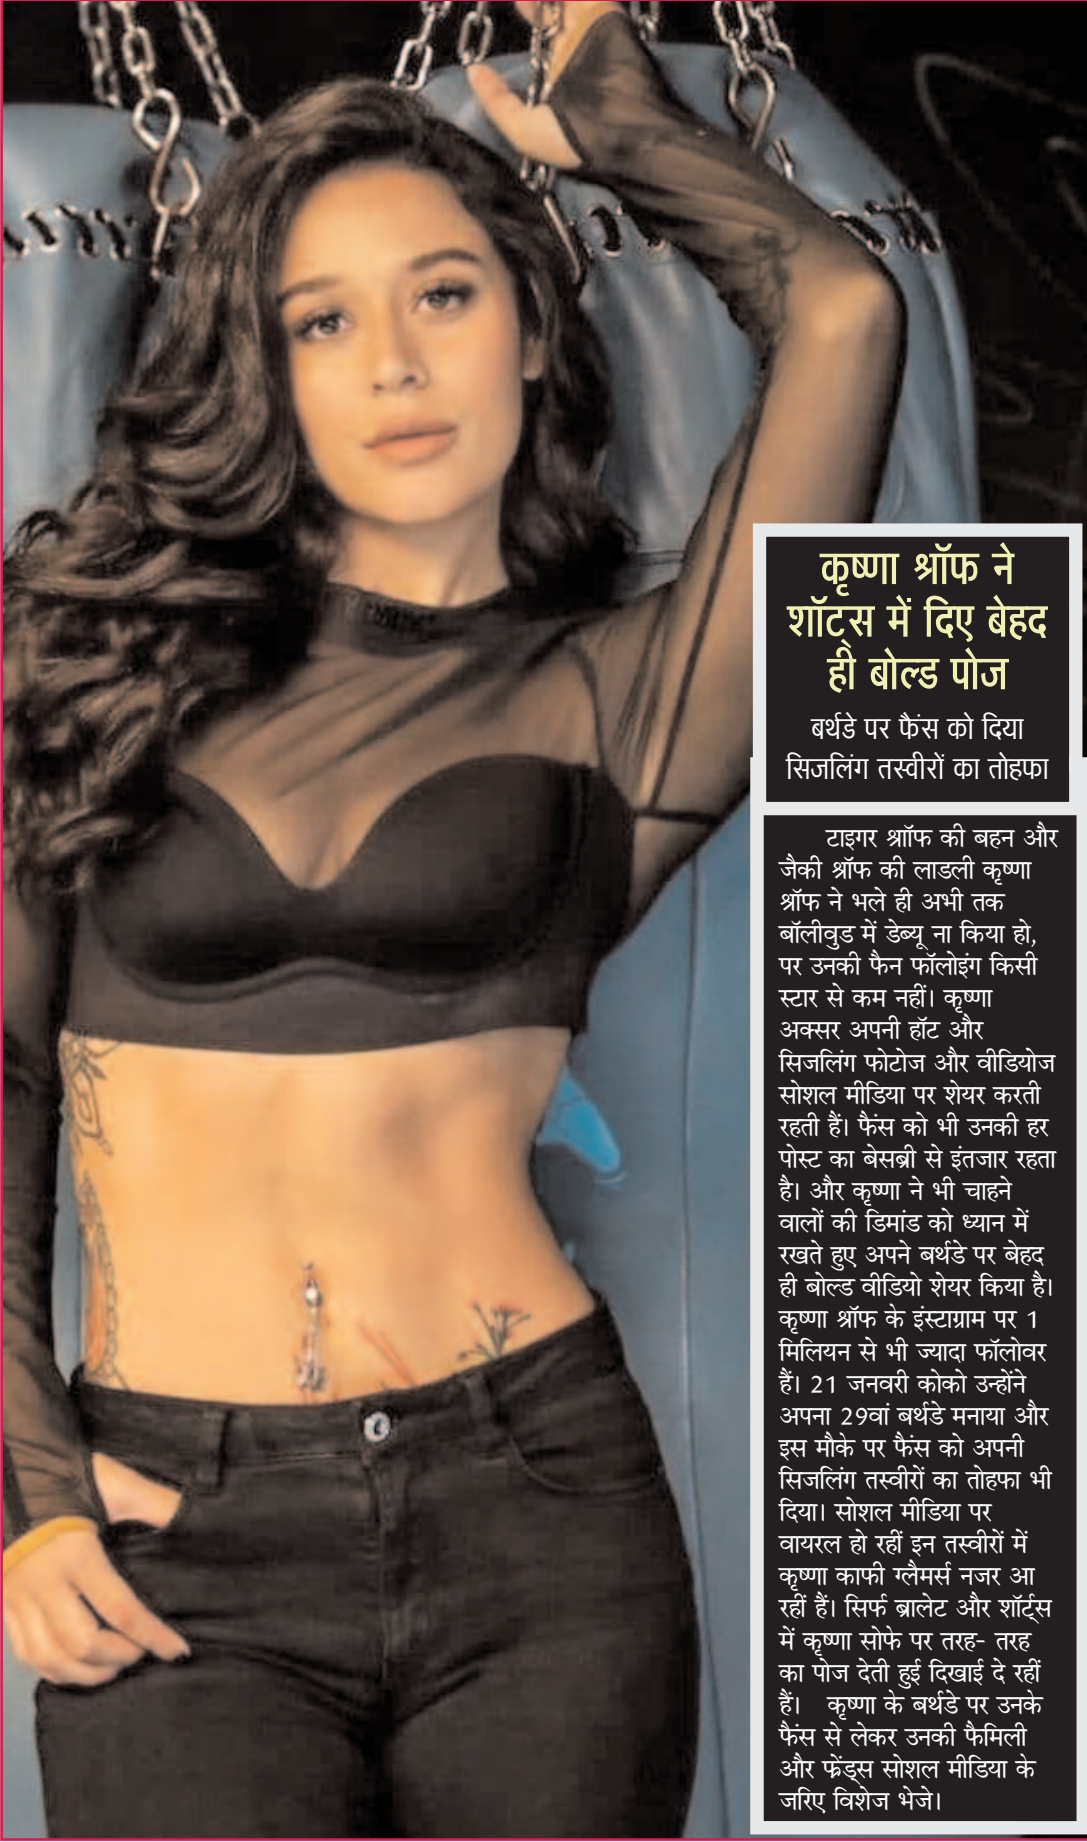 कृष्णा श्रॉफ ने
शॉट्स में दिए बेहद
ही बोल्ड पोज
बर्थडे पर फैंस को दिया
सिजलिंग तस्वीरों का तोहफा
टाइगर श्राॉफ की बहन और
जैकी श्रॉफ की लाडली कृष्णा
श्रॉफ ने भले ही अभी तक
बॉलीवुड में डेब्यू ना किया हो,
पर उनकी फैन फॉलोइंग किसी
स्टार से कम नहीं। कृष्णा
अक्सर अपनी हॉट और
सिजलिंग फोटोज और वीडियोज
सोशल मीडिया पर शेयर करती
रहती हैं। फैंस को भी उनकी हर
पोस्ट का बेसब्री से इंतजार रहता
है। और कृष्णा ने भी चाहने
वालों की डिमांड को ध्यान में
रखते हुए अपने बर्थडे पर बेहद
ही बोल्ड वीडियो शेयर किया है।
कृष्णा श्रॉफ के इंस्टाग्राम पर 1
मिलियन से भी ज्यादा फॉलोवर
हैं। 21 जनवरी कोको उन्होंने
अपना 29वां बर्थडे मनाया और
इस मौके पर फैंस को अपनी
सिजलिंग तस्वीरों का तोहफा भी
दिया। सोशल मीडिया पर
वायरल हो रहीं इन तस्वीरों में
कृष्णा काफी ग्लैमर्स नजर आ
रहीं हैं। सिर्फ ब्रालेट और शॉर्ट्स
में कृष्णा सोफे पर तरह- तरह
का पोज देती हुई दिखाई दे रहीं
हैं। कृष्णा के बर्थडे पर उनके
फैंस से लेकर उनकी फैमिली
और फ्रेंड्स सोशल मीडिया के
जरिए विशेज भेजे।